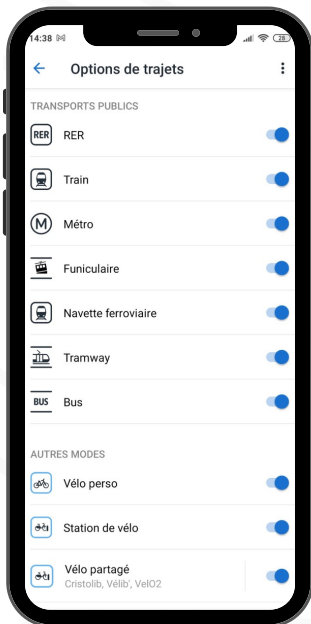 14:38
28
Options de trajets
TRANSPORTS PUBLICS
RER RER
Train
M Métro
Funiculaire
Navette ferroviaire
Tramway
BUS Bus
AUTRES MODES
Vélo perso
Station de vélo
Vélo partagé
Cristolib, Vélib', VelO2